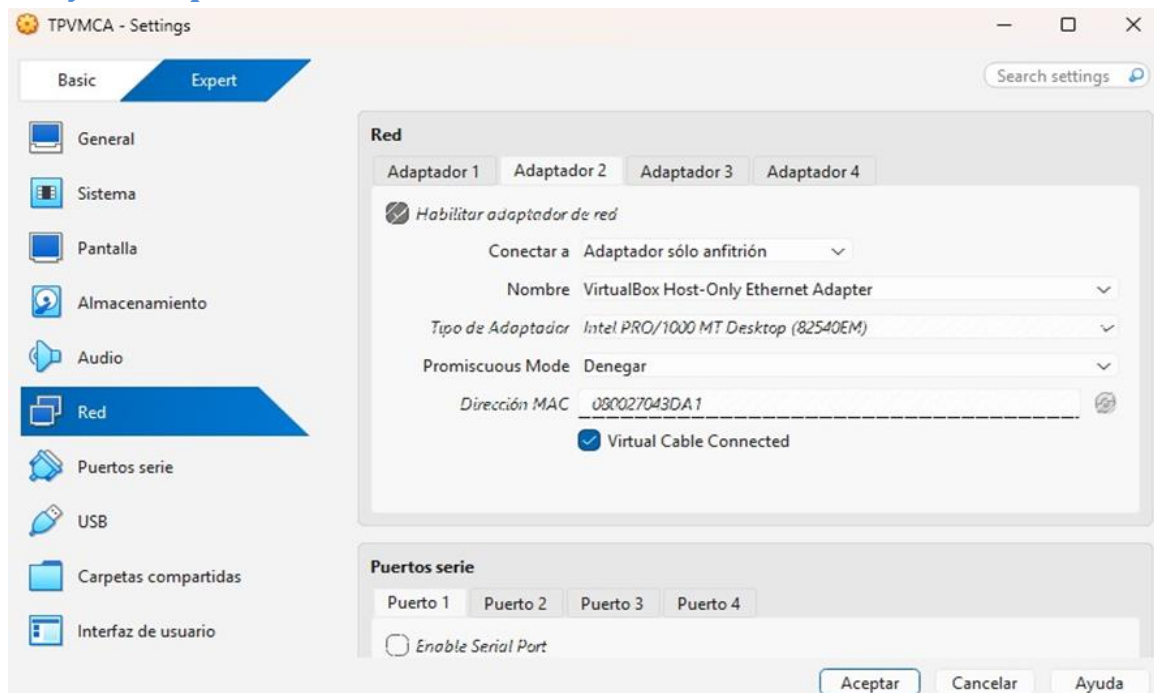 TPVMCA - Settings
Basic Expert Search settings
General
Sistema
Pantalla
Almacenamiento
Audio
Red
Puertos serie
USB
Carpetas compartidas
Interfaz de usuario
Red
Adaptador 1 Adaptador 2 Adaptador 3 Adaptador 4
Habilitar adaptador de red
Conectar a Adaptador sólo anfitrión
Nombre VirtualBox Host-Only Ethernet Adapter
Tipo de Adaptador Intel PRO/1000 MT Desktop (82540EM)
Promiscuous Mode Denegar
Dirección MAC 080027043DA1
Virtual Cable Connected
Puertos serie
Puerto 1 Puerto 2 Puerto 3 Puerto 4
Enable Serial Port
Aceptar Cancelar Ayuda